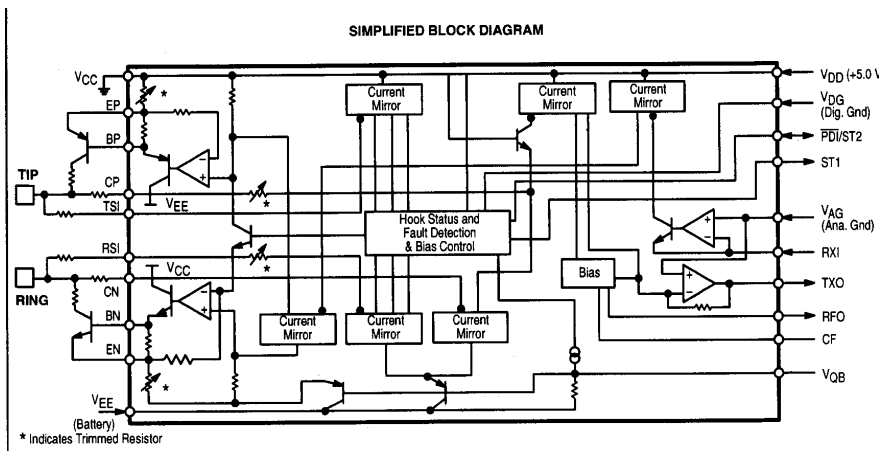 SIMPLIFIED BLOCK DIAGRAM
VCC
EP
BP
TIP
CP
TSI
RSI
RING
CN
BN
EN
VEE
(Battery)
* Indicates Trimmed Resistor
*
VEE
*
*
VCC
*
Current
Mirror
Current
Mirror
Current
Mirror
Hook Status and
Fault Detection
& Bias Control
Bias
Current
Mirror
Current
Mirror
Current
Mirror
VDD (+5.0 V
VDG
(Dig. Gnd)
PDI/ST2
ST1
VAG
(Ana. Gnd)
RXI
TXO
RFO
CF
VQB